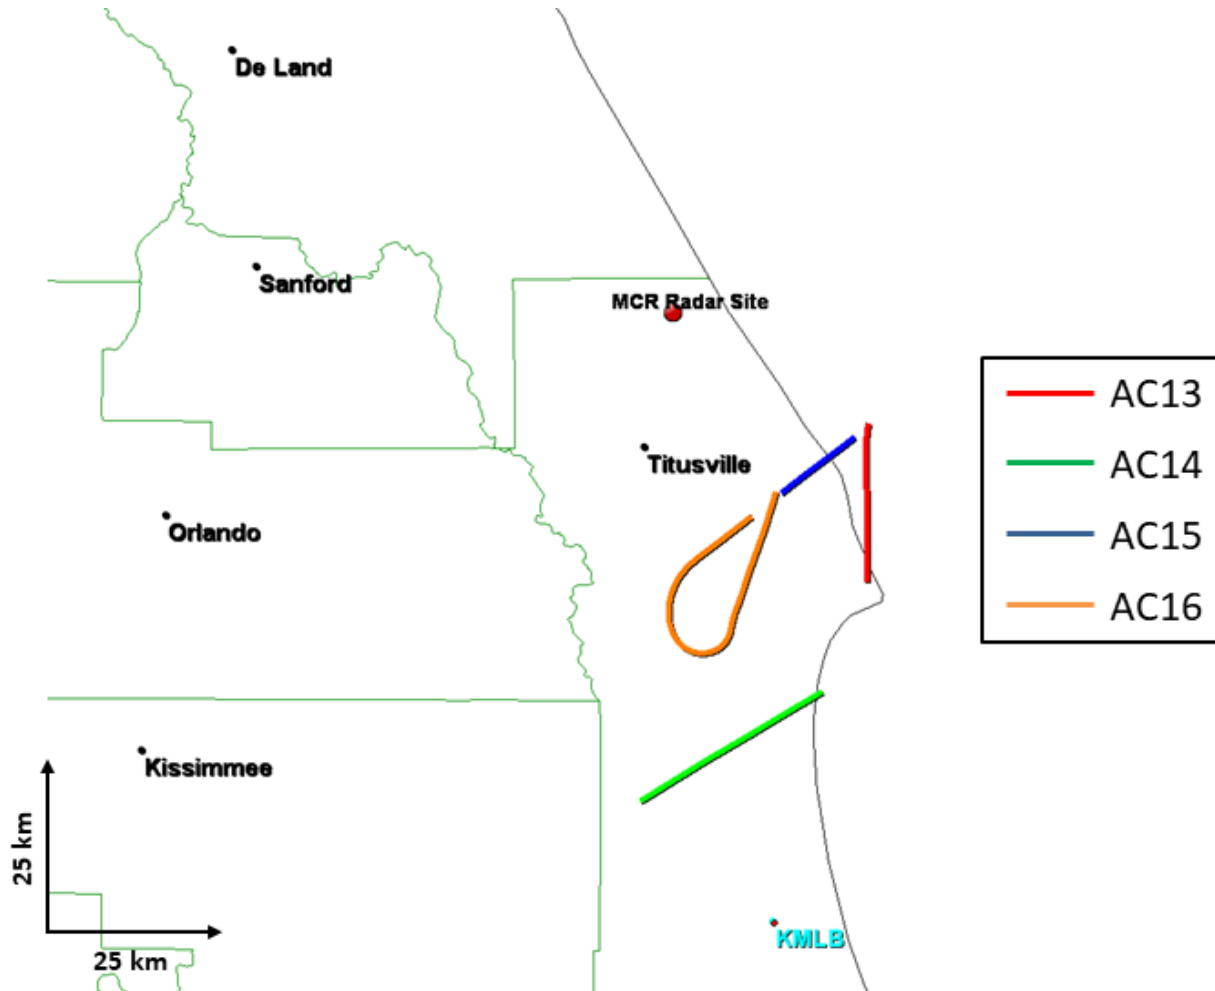 De Land
Sanford
MCR Radar Site
Titusville
Orlando
Kissimmee
KMLB
25 km
25 km
AC13
AC14
AC15
AC16